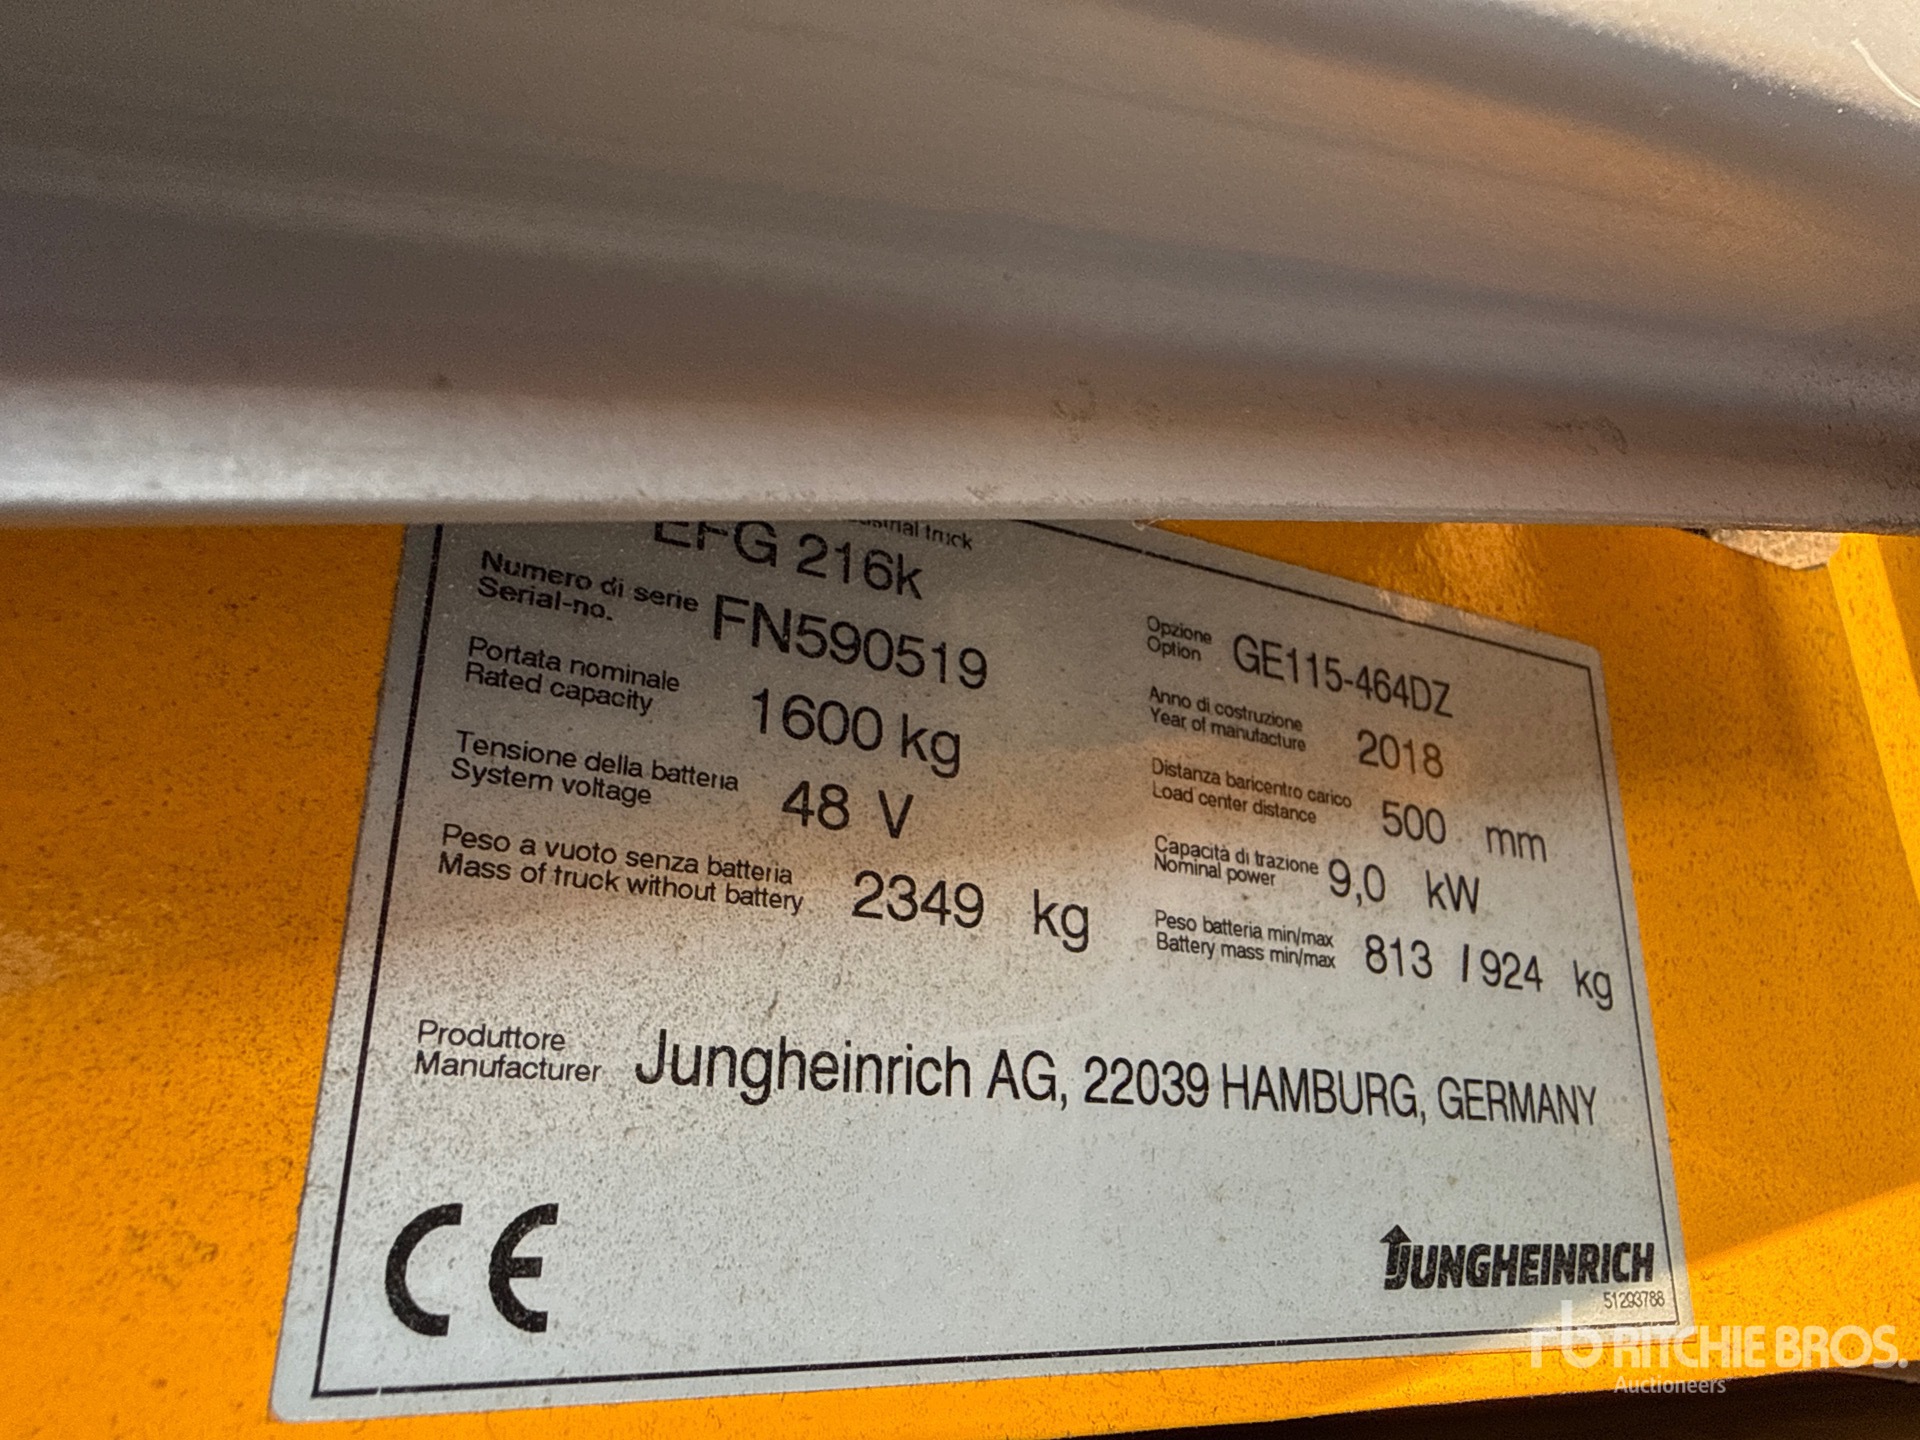 industrial truck
EFG 216k
Numero di serie
Serial-no.
FN590519
Opzione
Option
GE115-464DZ
Portata nominale
Rated capacity
1600 kg
Anno di costruzione
Year of manufacture
2018
Tensione della batteria
System voltage
48 V
Distanza baricentro carico
Load center distance
500 mm
Peso a vuoto senza batteria
Mass of truck without battery
2349 kg
Capacità di trazione
Nominal power
9,0 kW
Peso batteria min/max
Battery mass min/max
813 / 924 kg
Produttore
Manufacturer
Jungheinrich AG, 22039 HAMBURG, GERMANY
CE
JUNGHEINRICH
51293788
rb RITCHIE BROS.
Auctioneers